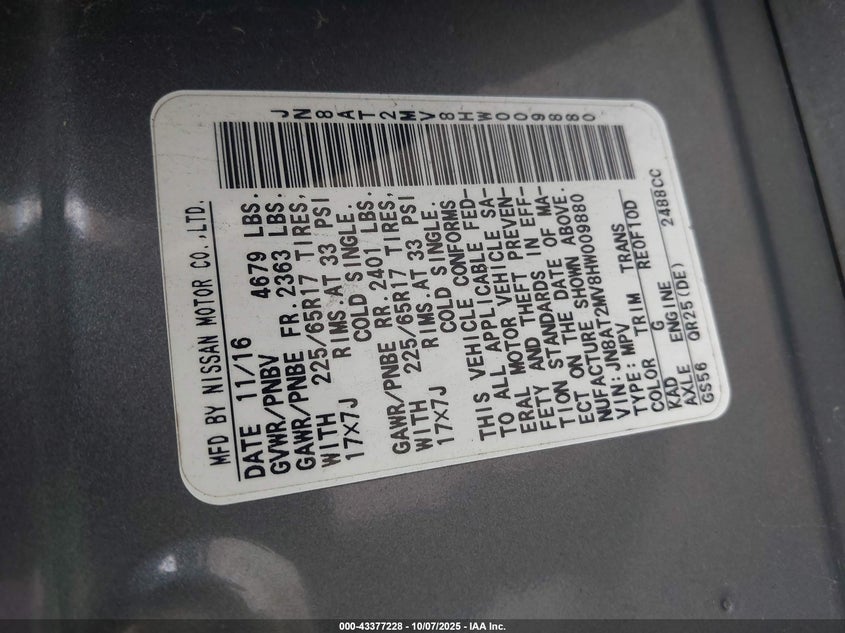 JN8AT2MV8HW009880
MFD BY NISSAN MOTOR CO.,LTD.
DATE 11/16 4679 LBS.
GVWR/PNBV
GAWR/PNBE FR. 2363 LBS.
WITH 225/65R17 TIRES,
17X7J RIMS.AT 33 PSI
COLD SINGLE.
GAWR/PNBE RR. 2401 LBS.
WITH 225/65R17 TIRES,
17X7J RIMS.AT 33 PSI
COLD SINGLE.
THIS VEHICLE CONFORMS
TO ALL APPLICABLE FED-
ERAL MOTOR VEHICLE SA-
FETY AND THEFT PREVEN-
TION STANDARDS IN EFF-
ECT ON THE DATE OF MA-
NUFACTURE SHOWN ABOVE.
VIN:JN8AT2MV8HW009880
TYPE:MPV
COLOR TRIM TRANS
KAD G RE0F10D
AXLE ENGINE
GS56 QR25(DE) 2488CC
000-43377228 - 10/07/2025 - IAA Inc.